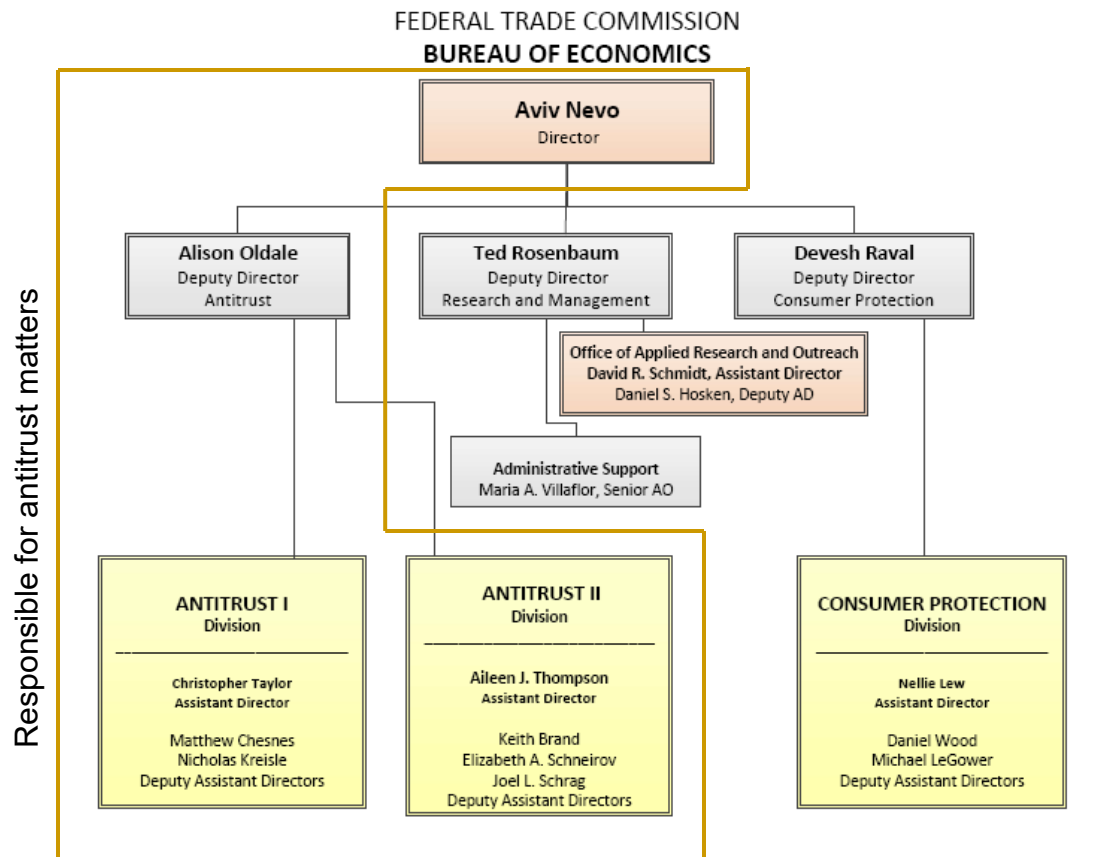 FEDERAL TRADE COMMISSION
BUREAU OF ECONOMICS
Aviv Nevo
Director
Alison Oldale
Deputy Director
Antitrust
Ted Rosenbaum
Deputy Director
Research and Management
Devesh Raval
Deputy Director
Consumer Protection
Office of Applied Research and Outreach
David R. Schmidt, Assistant Director
Daniel S. Hosken, Deputy AD
Administrative Support
Maria A. Villaflor, Senior AO
Responsible for antitrust matters
ANTITRUST I
Division
Christopher Taylor
Assistant Director
Matthew Chesnes
Nicholas Kreisle
Deputy Assistant Directors
ANTITRUST II
Division
Aileen J. Thompson
Assistant Director
Keith Brand
Elizabeth A. Schneirov
Joel L. Schrag
Deputy Assistant Directors
CONSUMER PROTECTION
Division
Nellie Lew
Assistant Director
Daniel Wood
Michael LeGower
Deputy Assistant Directors